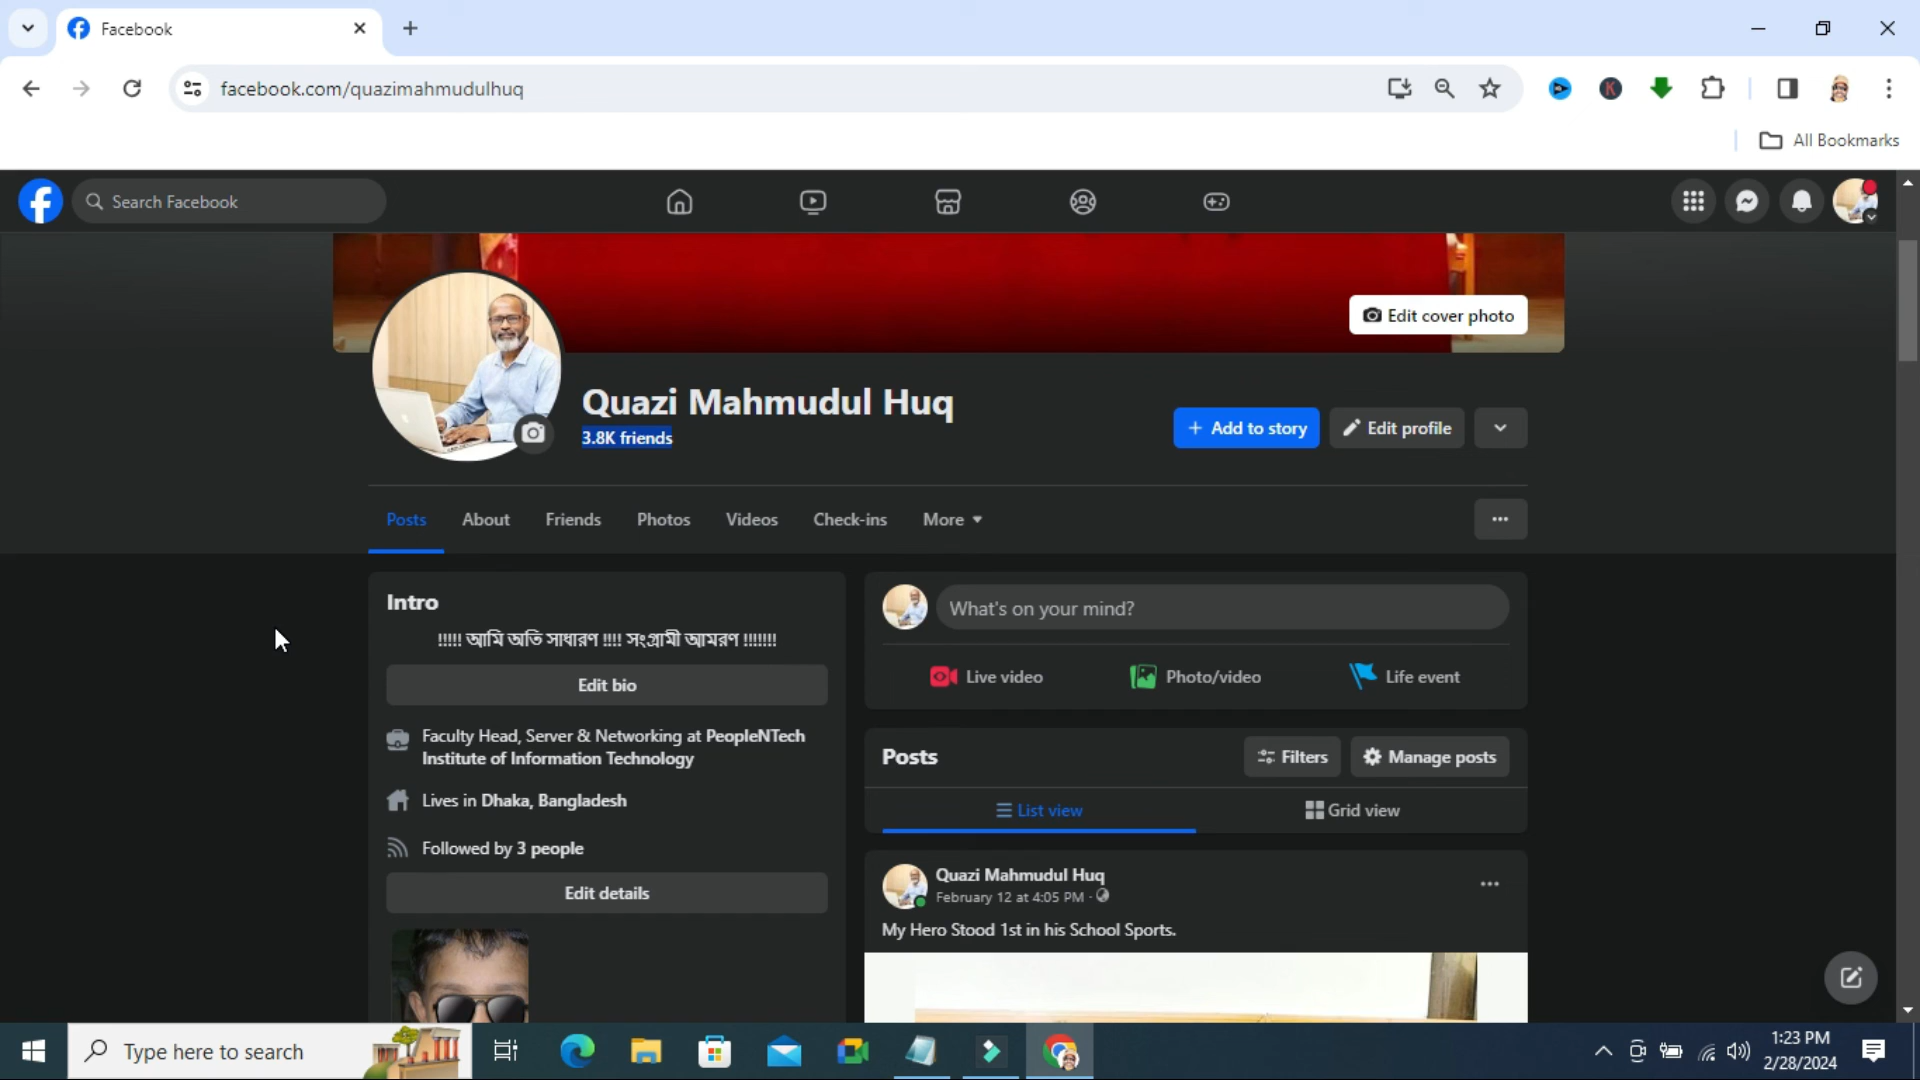 Facebook
facebook.com/quazimahmudulhuq
All Bookmarks
Search Facebook
Edit cover photo
Quazi Mahmudul Huq
3.8K friends
+ Add to story
Edit profile
Posts
About
Friends
Photos
Videos
Check-ins
More
Intro
!!!!! আমি অতি সাধারণ !!!! সংগ্রামী আমরণ !!!!!!!
Edit bio
Faculty Head, Server & Networking at PeopleNTech
Institute of Information Technology
Lives in Dhaka, Bangladesh
Followed by 3 people
Edit details
What's on your mind?
Live video
Photo/video
Life event
Posts
Filters
Manage posts
List view
Grid view
Quazi Mahmudul Huq
February 12 at 4:05 PM ·
My Hero Stood 1st in his School Sports.
Type here to search
1:23 PM
2/28/2024